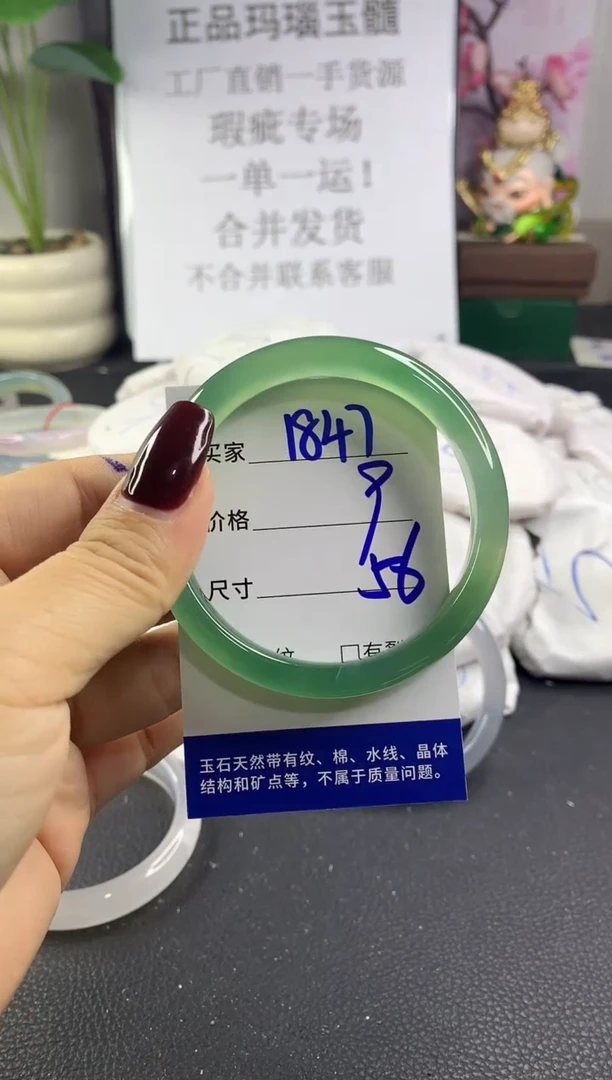 正品玛瑙玉髓
工厂直销一手货源
瑕疵专场
一单一运！
合并发货
不合并联系客服
买家 1847
价格 9
尺寸 56
纹 □有裂
玉石天然带有纹、棉、水线、晶体
结构和矿点等，不属于质量问题。